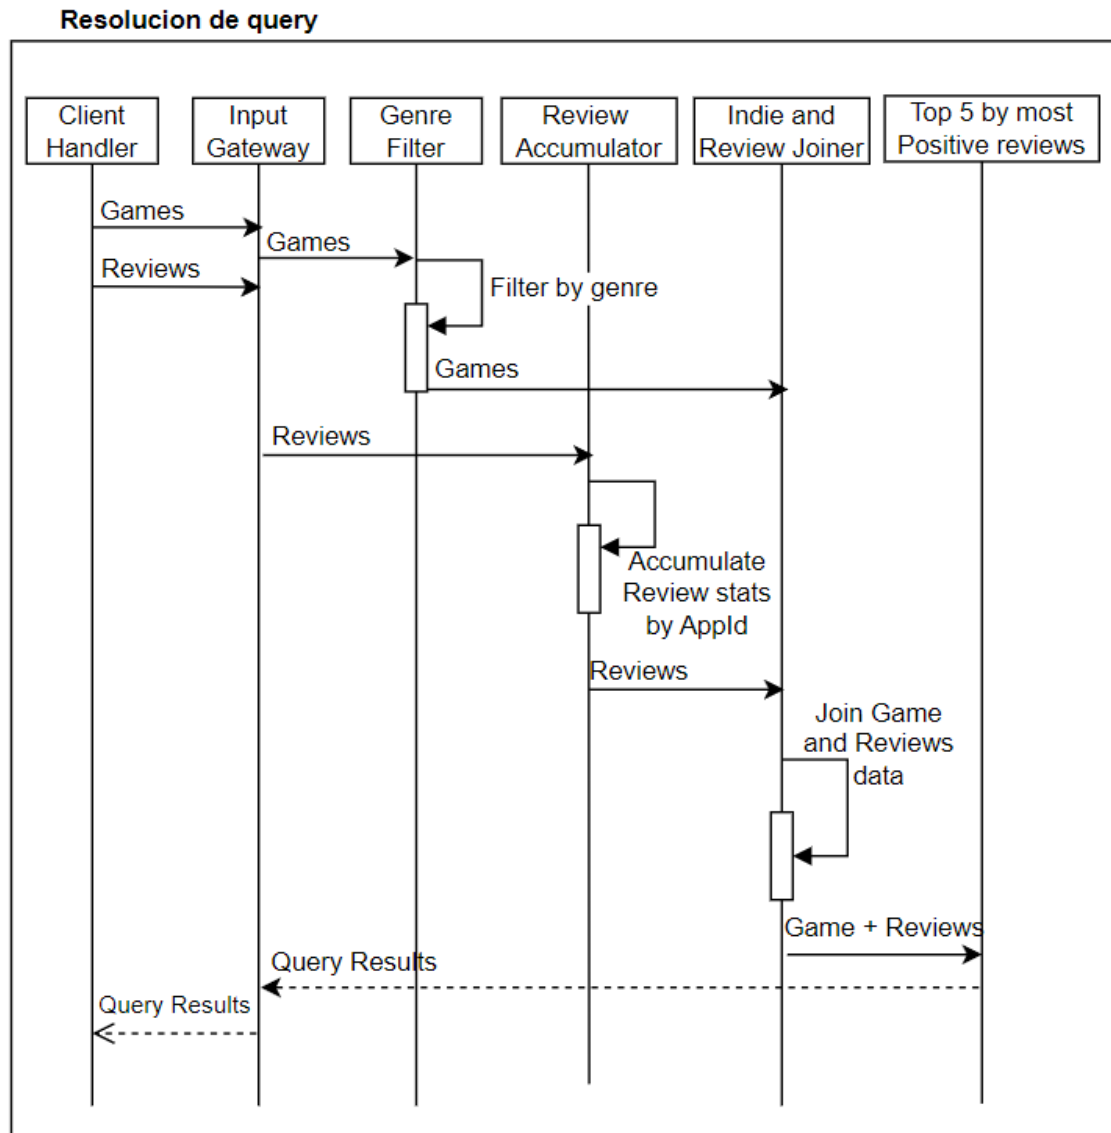 Resolucion de query
Client
Handler
Input
Gateway
Genre
Filter
Review
Accumulator
Indie and
Review Joiner
Top 5 by most
Positive reviews
Games
Games
Reviews
Filter by genre
Games
Reviews
Accumulate
Review stats
by AppId
Reviews
Join Game
and Reviews
data
Game + Reviews
Query Results
Query Results